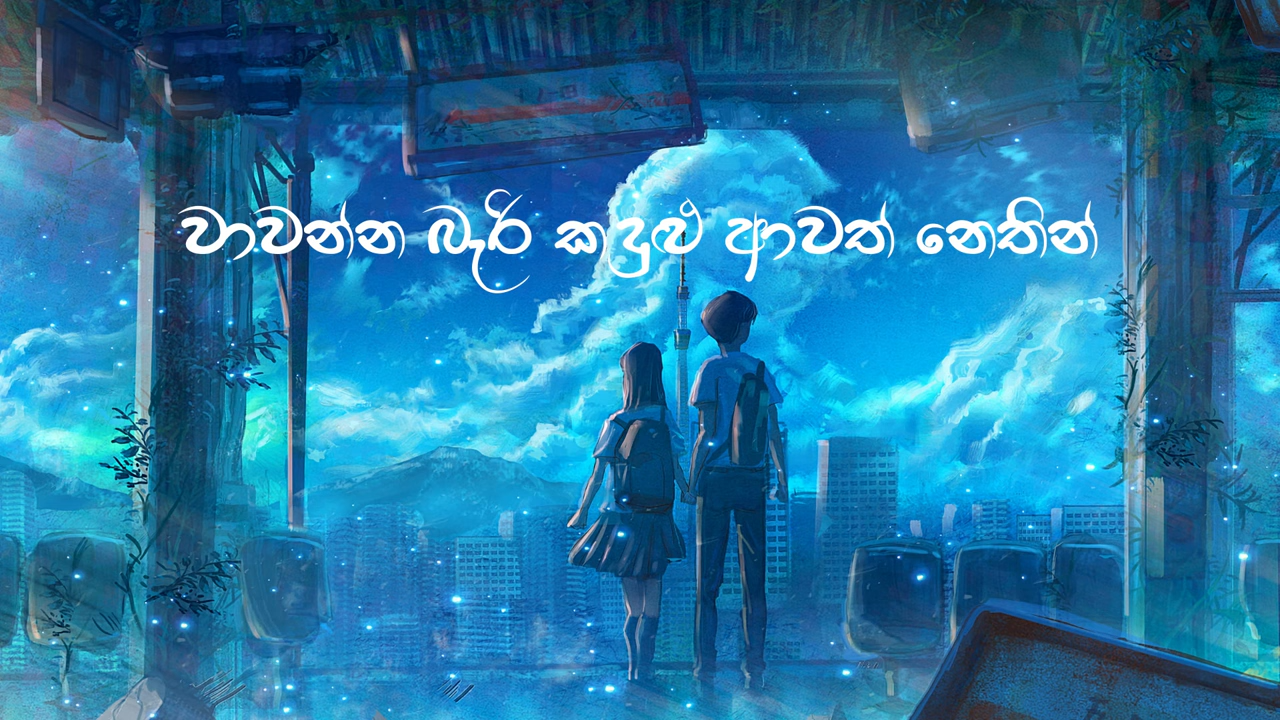 වාවන්න බැරි කඳුළු ආවත් නෙතින්